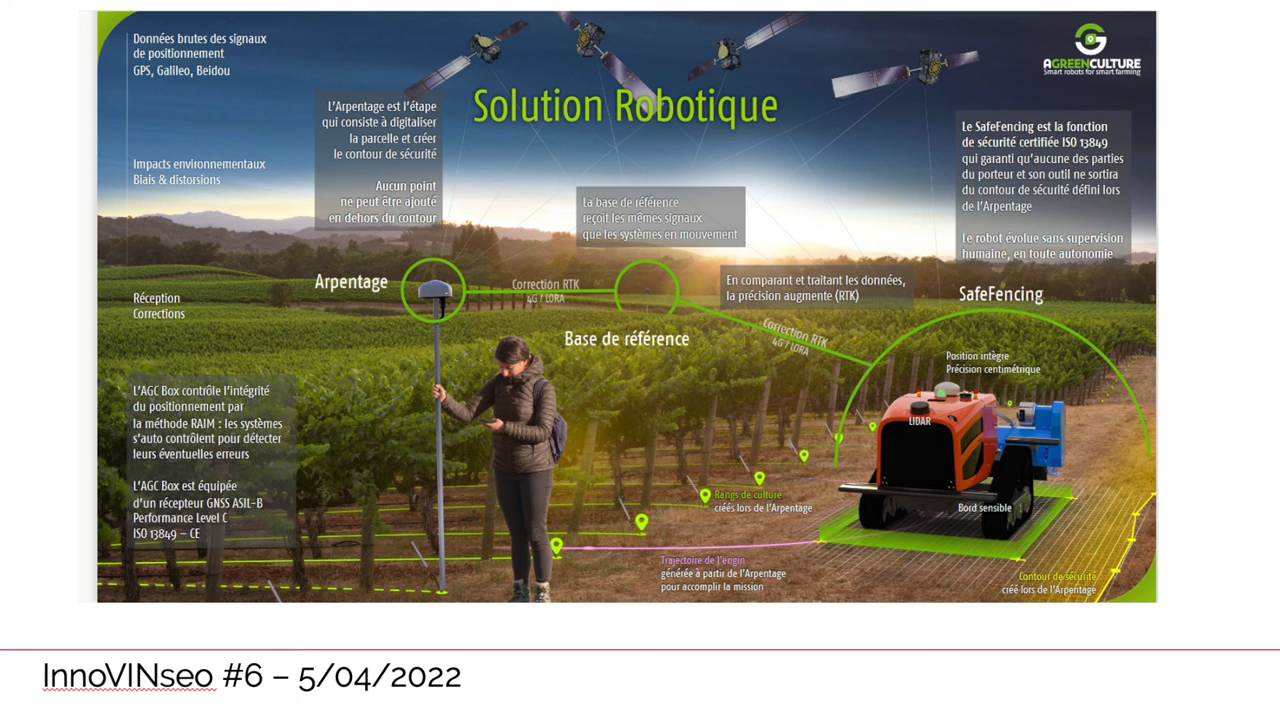 Données brutes des signaux
de positionnement
GPS, Galileo, Beidou
AGREENCULTURE
Smart robots for smart farming
Solution Robotique
L'Arpentage est l'étape
qui consiste à digitaliser
la parcelle et créer
le contour de sécurité
Aucun point
ne peut être ajouté
en dehors du contour
Impacts environnementaux
Biais & distorsions
La base de référence
reçoit les mêmes signaux
que les systèmes en mouvement
Le SafeFencing est la fonction
de sécurité certifiée ISO 13849
qui garanti qu'aucune des parties
du porteur et son outil ne sortira
du contour de sécurité défini lors
de l'Arpentage
Le robot évolue sans supervision
humaine, en toute autonomie
Arpentage
Correction RTK
4G / LORA
En comparant et traitant les données,
la précision augmente (RTK)
SafeFencing
Réception
Corrections
Base de référence
Correction RTK
4G / LORA
Position intègre
Précision centimétrique
L'AGC Box contrôle l'intégrité
du positionnement par
la méthode RAIM : les systèmes
s'auto contrôlent pour détecter
leurs éventuelles erreurs
L'AGC Box est équipée
d'un récepteur GNSS ASIL-B
Performance Level C
ISO 13849 – CE
LIDAR
Rangs de culture
créés lors de l'Arpentage
Bord sensible
Trajectoire de l'engin
générée à partir de l'Arpentage
pour accomplir la mission
Contour de sécurité
créé lors de l'Arpentage
InnoVINseo #6 – 5/04/2022